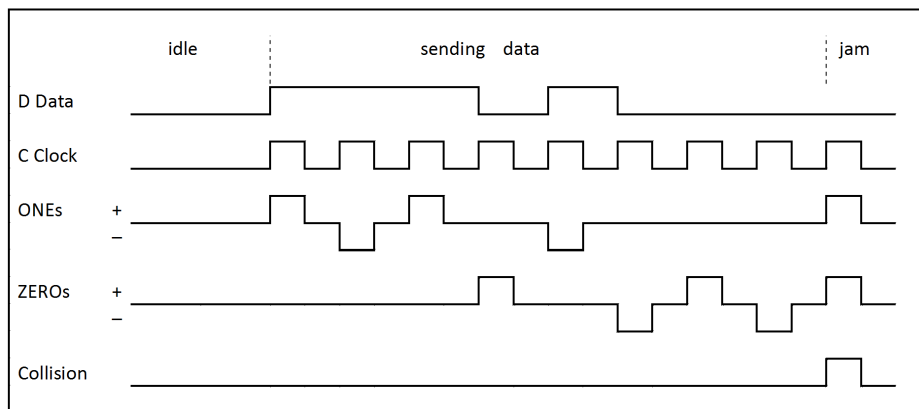 idle sending data jam
D Data
C Clock
ONEs +
–
ZEROs +
–
Collision